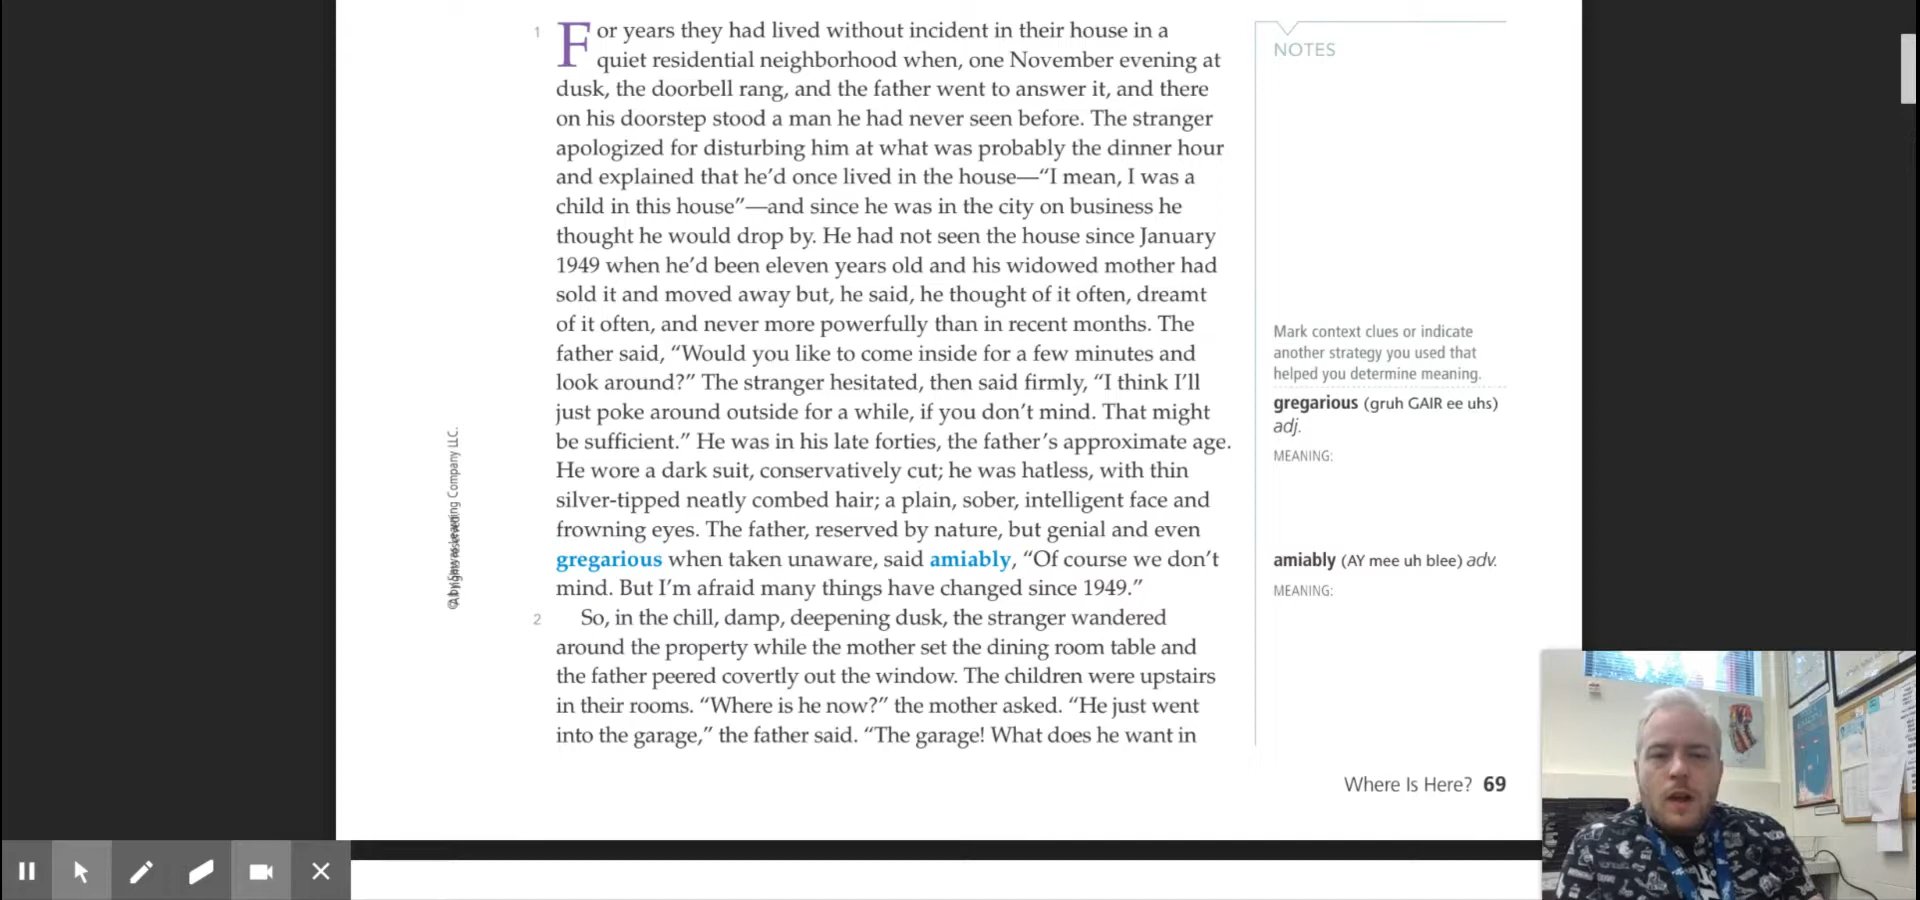 1 For years they had lived without incident in their house in a
quiet residential neighborhood when, one November evening at
dusk, the doorbell rang, and the father went to answer it, and there
on his doorstep stood a man he had never seen before. The stranger
apologized for disturbing him at what was probably the dinner hour
and explained that he’d once lived in the house—“I mean, I was a
child in this house”—and since he was in the city on business he
thought he would drop by. He had not seen the house since January
1949 when he’d been eleven years old and his widowed mother had
sold it and moved away but, he said, he thought of it often, dreamt
of it often, and never more powerfully than in recent months. The
father said, “Would you like to come inside for a few minutes and
look around?” The stranger hesitated, then said firmly, “I think I’ll
just poke around outside for a while, if you don’t mind. That might
be sufficient.” He was in his late forties, the father’s approximate age.
He wore a dark suit, conservatively cut; he was hatless, with thin
silver-tipped neatly combed hair; a plain, sober, intelligent face and
frowning eyes. The father, reserved by nature, but genial and even
gregarious when taken unaware, said amiably, “Of course we don’t
mind. But I’m afraid many things have changed since 1949.”
2 So, in the chill, damp, deepening dusk, the stranger wandered
around the property while the mother set the dining room table and
the father peered covertly out the window. The children were upstairs
in their rooms. “Where is he now?” the mother asked. “He just went
into the garage,” the father said. “The garage! What does he want in
NOTES
Mark context clues or indicate
another strategy you used that
helped you determine meaning.
gregarious (gruh GAIR ee uhs)
adj.
MEANING:
amiably (AY mee uh blee) adv.
MEANING:
Learning Company LLC.
Where Is Here? 69